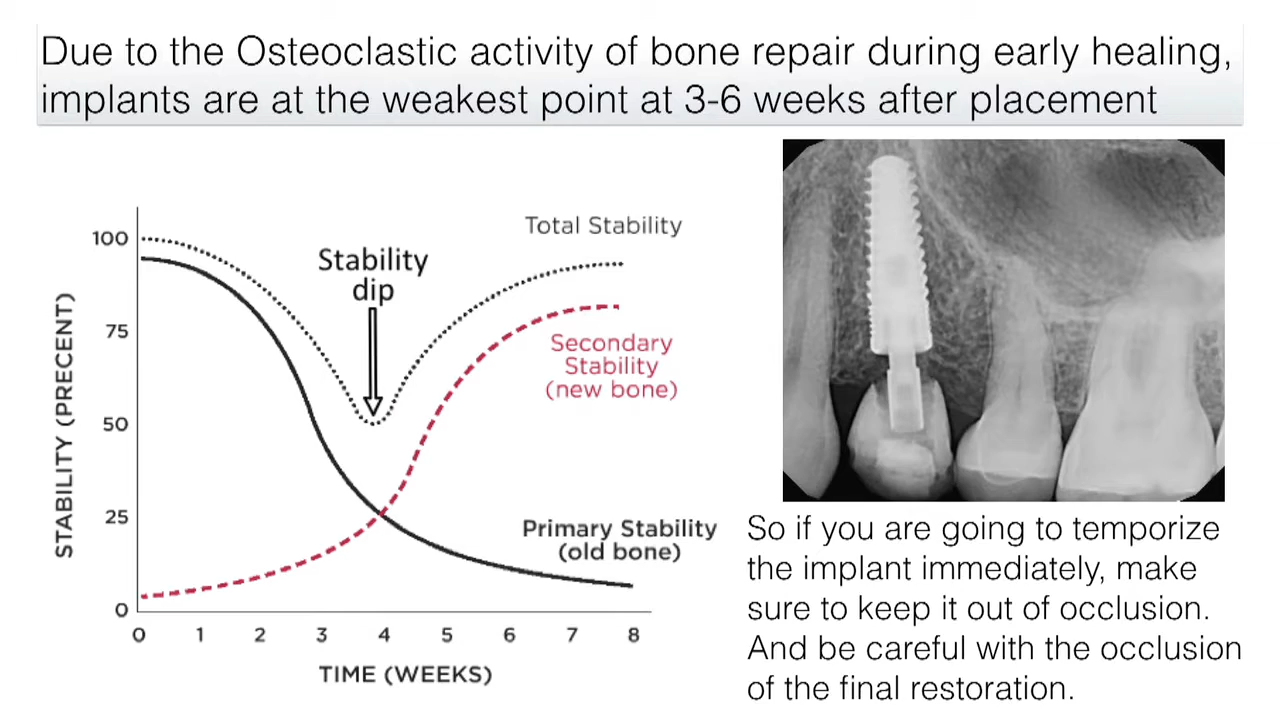 Due to the Osteoclastic activity of bone repair during early healing,
implants are at the weakest point at 3-6 weeks after placement
STABILITY (PRECENT)
100
75
50
25
0
0 1 2 3 4 5 6 7 8
TIME (WEEKS)
Stability
dip
Total Stability
Secondary
Stability
(new bone)
Primary Stability
(old bone)
So if you are going to temporize
the implant immediately, make
sure to keep it out of occlusion.
And be careful with the occlusion
of the final restoration.